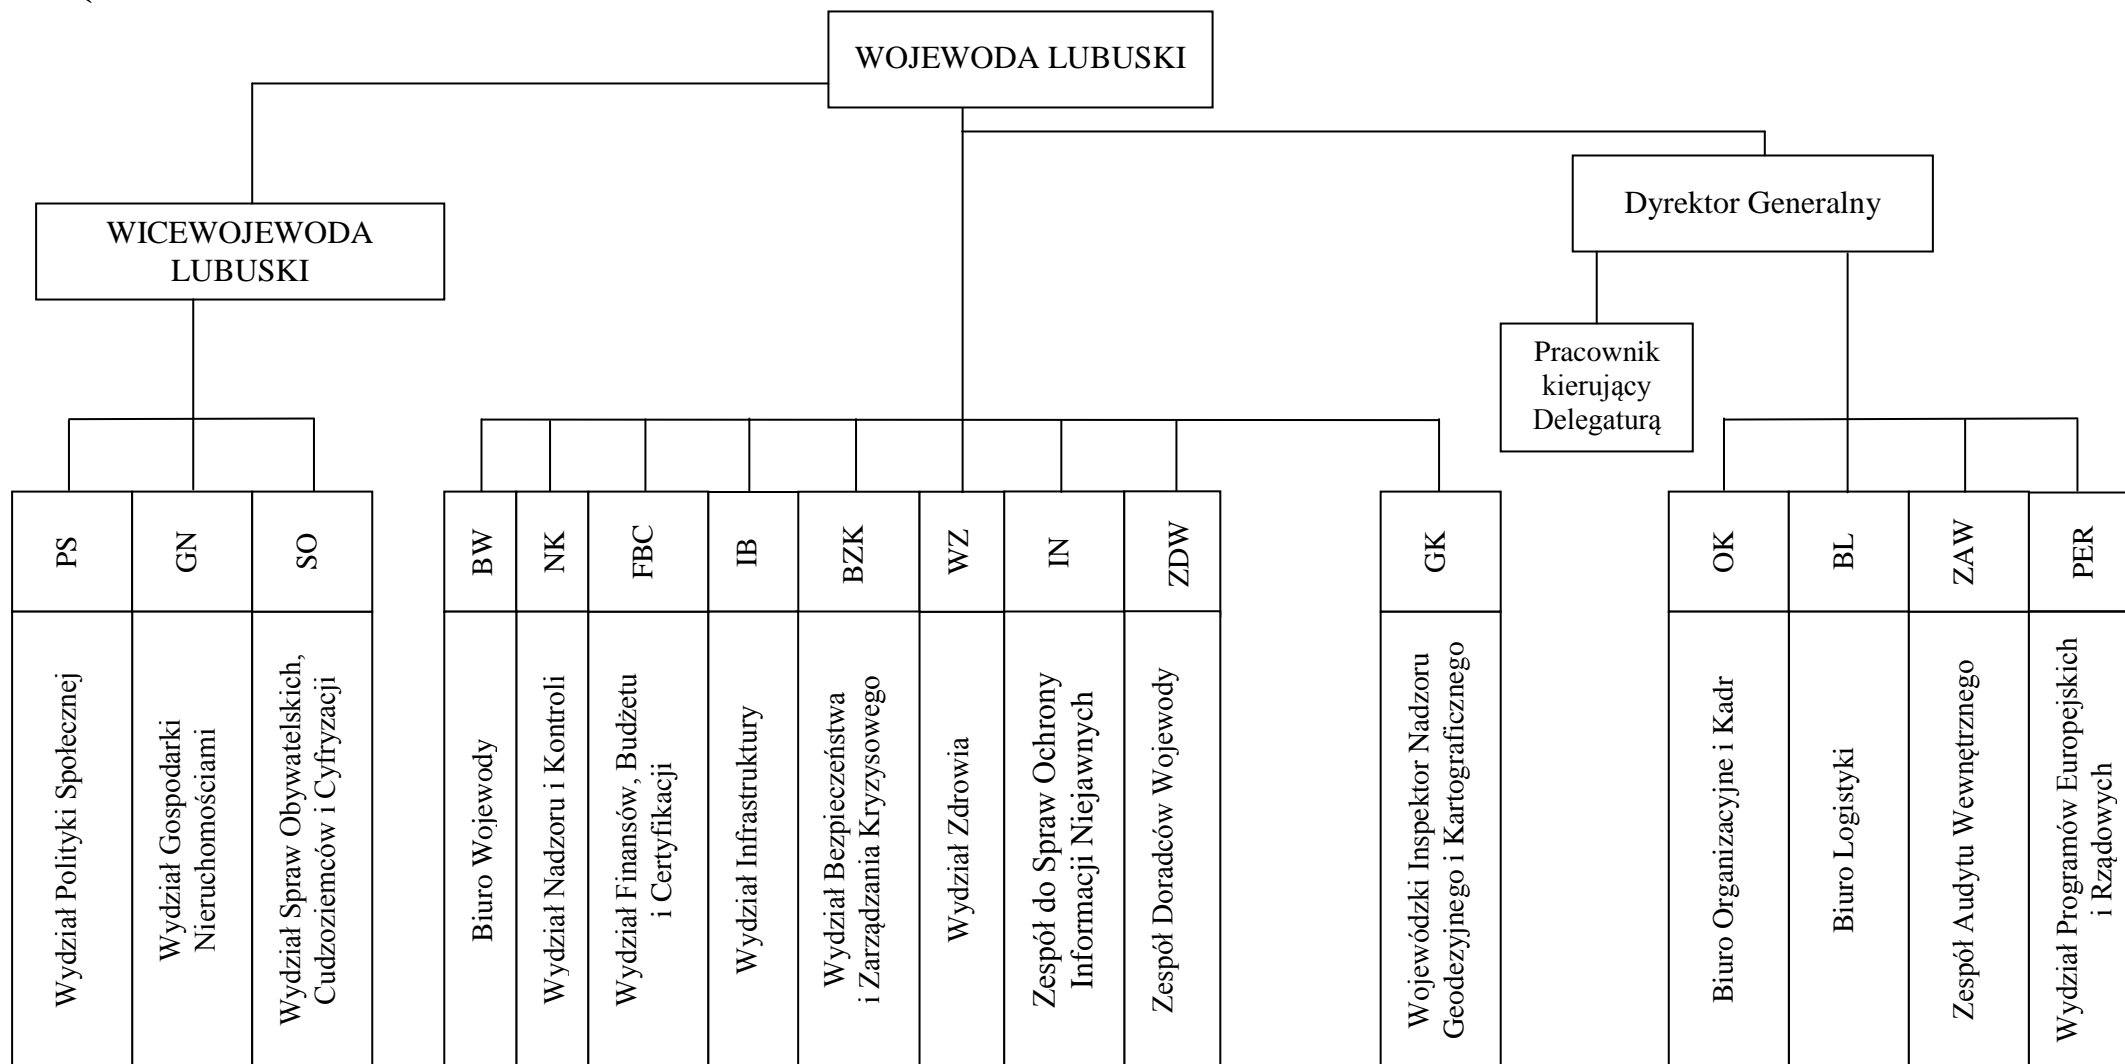 WOJEWODA LUBUSKI
Dyrektor Generalny
WICEWOJEWODA
LUBUSKI
Pracownik
kierujący
Delegaturą
PS
GN
SO
BW
NK
FBC
IB
BZK
WZ
IN
ZDW
GK
OK
BL
ZAW
PER
Wydział Polityki Społecznej
Wydział Gospodarki
Nieruchomościami
Wydział Spraw Obywatelskich,
Cudzoziemców i Cyfryzacji
Biuro Wojewody
Wydział Nadzoru i Kontroli
Wydział Finansów, Budżetu
i Certyfikacji
Wydział Infrastruktury
Wydział Bezpieczeństwa
i Zarządzania Kryzysowego
Wydział Zdrowia
Zespół do Spraw Ochrony
Informacji Niejawnych
Zespół Doradców Wojewody
Wojewódzki Inspektor Nadzoru
Geodezyjnego i Kartograficznego
Biuro Organizacyjne i Kadr
Biuro Logistyki
Zespół Audytu Wewnętrznego
Wydział Programów Europejskich
i Rządowych